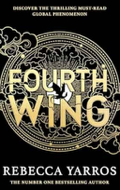 DISCOVER THE THRILLING MUST-READ
GLOBAL PHENOMENON
FOURTH
WING
REBECCA YARROS
THE NUMBER ONE BESTSELLING AUTHOR